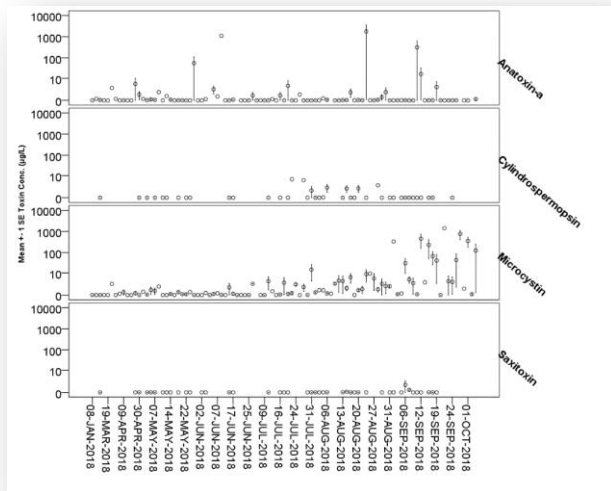 Mean +- 1 SE Toxin Conc. (µg/L)
10000
1000
100
10
0
Anatoxin-a
10000
1000
100
10
0
Cylindrospermopsin
10000
1000
100
10
0
Microcystin
10000
1000
100
10
0
Saxitoxin
08-JAN-2018
19-MAR-2018
09-APR-2018
30-APR-2018
07-MAY-2018
14-MAY-2018
22-MAY-2018
02-JUN-2018
07-JUN-2018
17-JUN-2018
25-JUN-2018
09-JUL-2018
16-JUL-2018
24-JUL-2018
31-JUL-2018
06-AUG-2018
13-AUG-2018
20-AUG-2018
27-AUG-2018
31-AUG-2018
06-SEP-2018
12-SEP-2018
19-SEP-2018
24-SEP-2018
01-OCT-2018